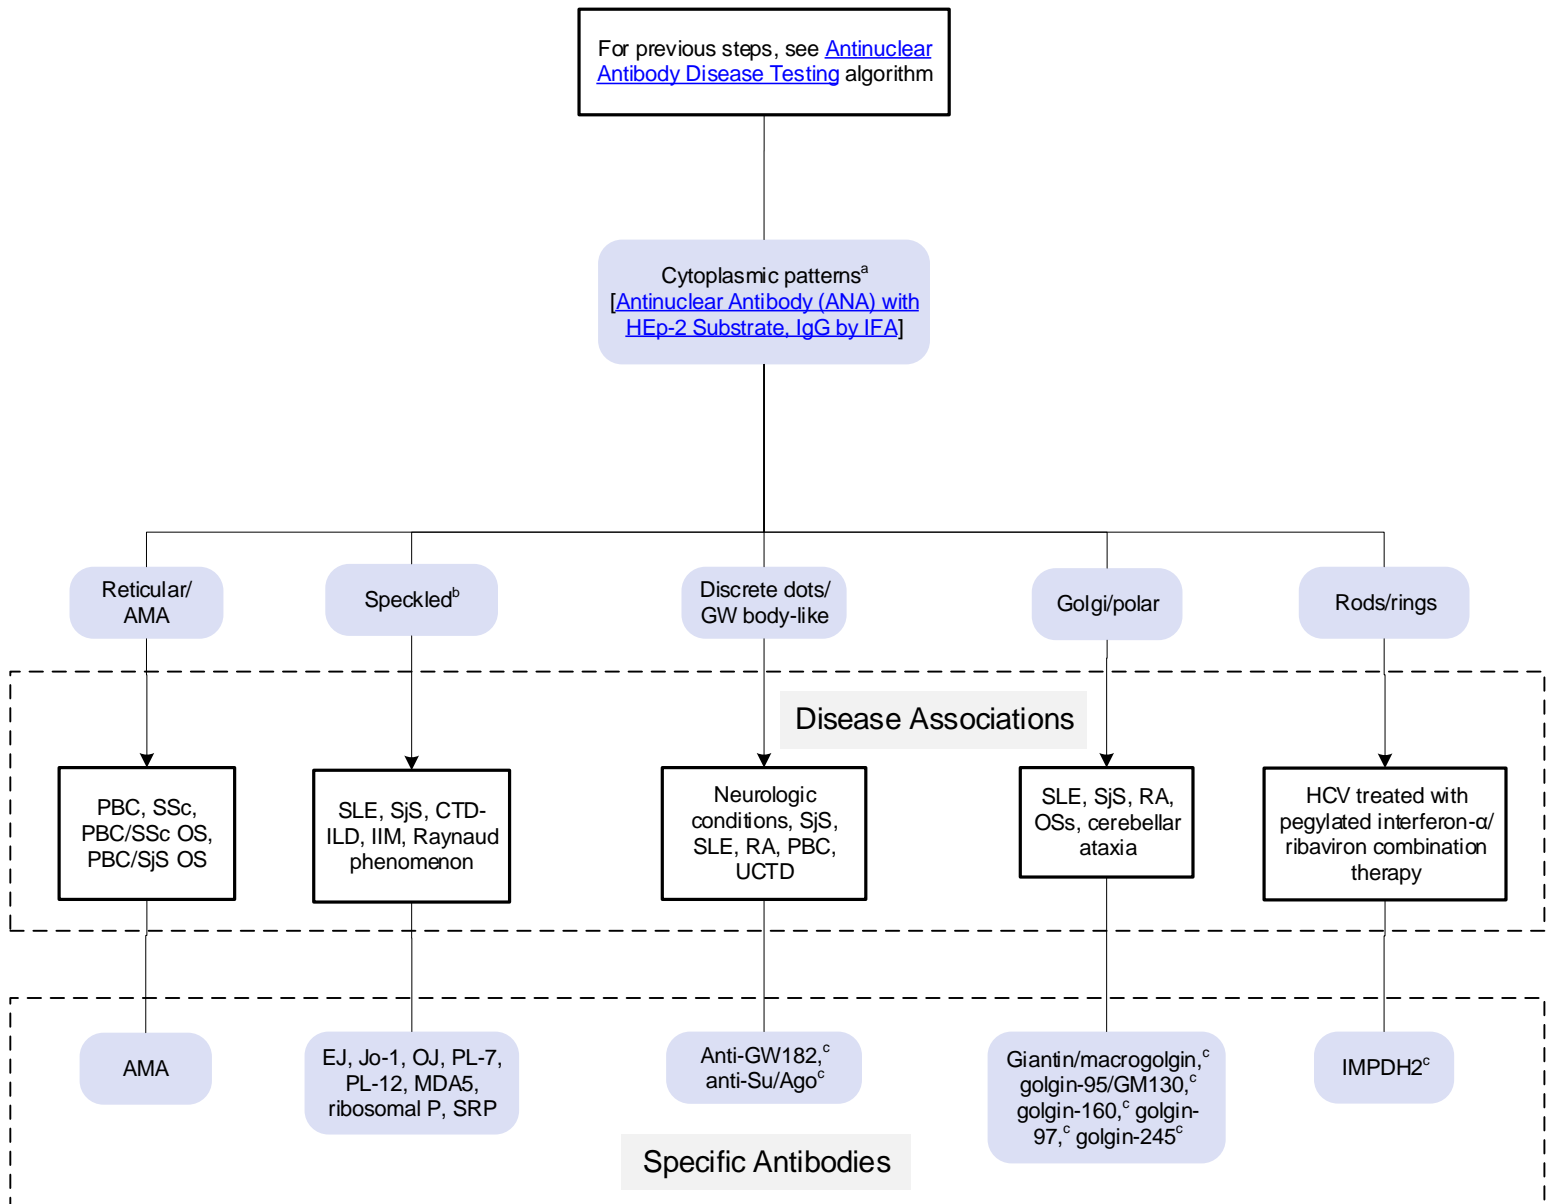 For previous steps, see Antinuclear
Antibody Disease Testing algorithm
Cytoplasmic patternsᵃ
[Antinuclear Antibody (ANA) with
HEp-2 Substrate, IgG by IFA]
Reticular/
AMA
Speckledᵇ
Discrete dots/
GW body-like
Golgi/polar
Rods/rings
Disease Associations
PBC, SSc,
PBC/SSc OS,
PBC/SjS OS
SLE, SjS, CTD-
ILD, IIM, Raynaud
phenomenon
Neurologic
conditions, SjS,
SLE, RA, PBC,
UCTD
SLE, SjS, RA,
OSs, cerebellar
ataxia
HCV treated with
pegylated interferon-α/
ribaviron combination
therapy
AMA
EJ, Jo-1, OJ, PL-7,
PL-12, MDA5,
ribosomal P, SRP
Anti-GW182,ᶜ
anti-Su/Agoᶜ
Giantin/macrogolgin,ᶜ
golgin-95/GM130,ᶜ
golgin-160,ᶜ golgin-
97,ᶜ golgin-245ᶜ
IMPDH2ᶜ
Specific Antibodies